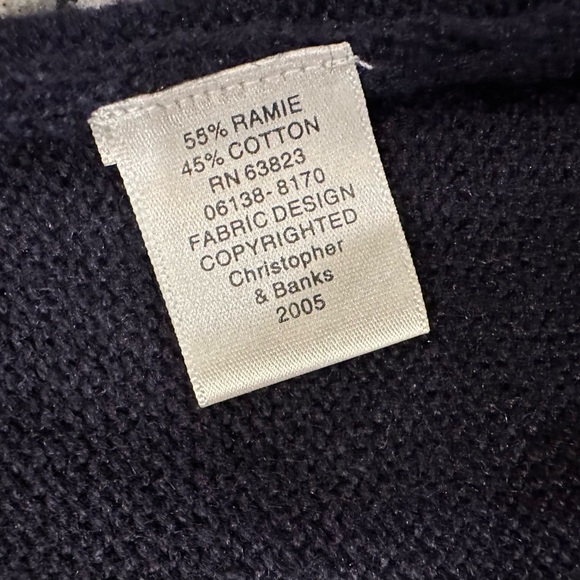 55% RAMIE
45% COTTON
RN 63823
06138-8170
FABRIC DESIGN
COPYRIGHTED
Christopher
& Banks
2005